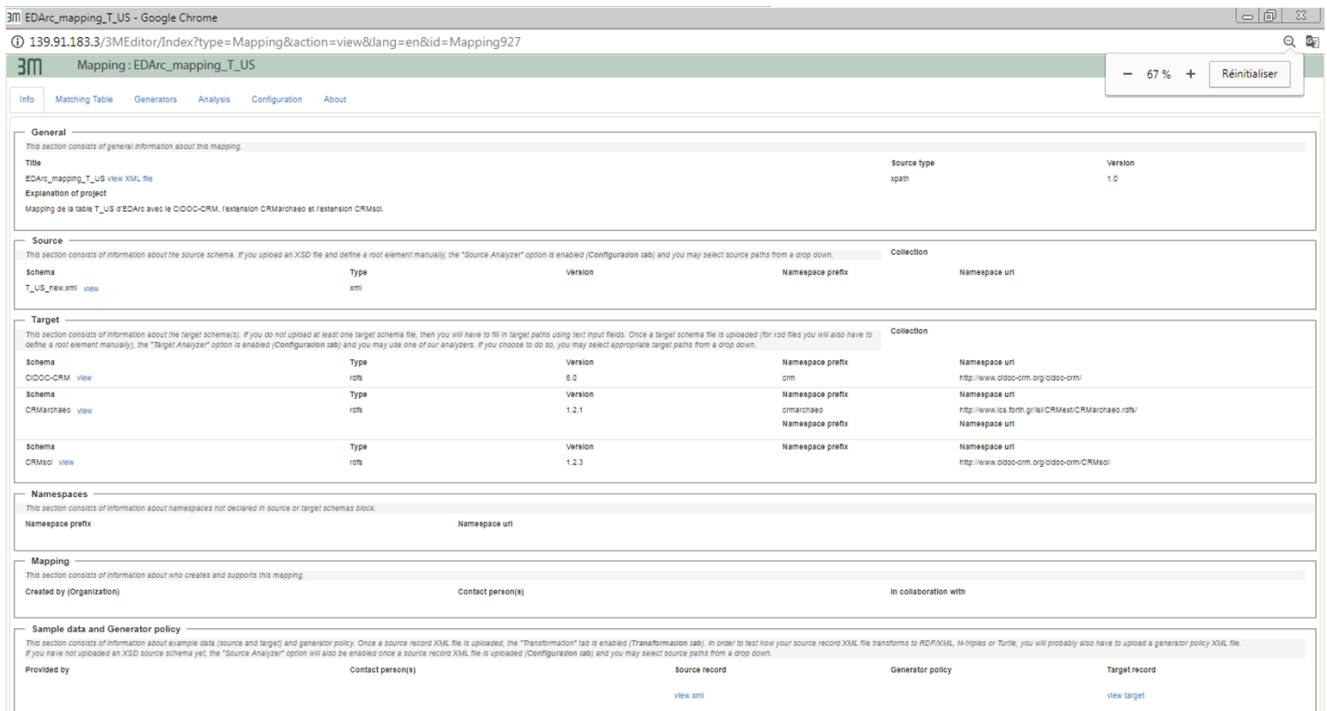 3M EDArc_mapping_T_US - Google Chrome
139.91.183.3/3MEditor/Index?type=Mapping&action=view&lang=en&id=Mapping927
3M Mapping : EDArc_mapping_T_US
− 67 % + Réinitialiser
Info Matching Table Generators Analysis Configuration About
General
This section consists of general information about this mapping.
Title Source type Version
EDArc_mapping_T_US view XML file xpath 1.0
Explanation of project
Mapping de la table T_US d'EDArc avec le CIDOC-CRM, l'extension CRMarchaeo et l'extension CRMsci.
Source
This section consists of information about the source schema. If you upload an XSD file and define a root element manually, the "Source Analyzer" option is enabled (Configuration tab) and you may select source paths from a drop down. Collection
Schema Type Version Namespace prefix Namespace uri
T_US_new.xml view xml
Target
This section consists of information about the target schema(s). If you do not upload at least one target schema file, then you will have to fill in target paths using text input fields. Once a target schema file is uploaded (for xsd files you will also have to Collection
define a root element manually), the "Target Analyzer" option is enabled (Configuration tab) and you may use one of our analyzers. If you choose to do so, you may select appropriate target paths from a drop down.
Schema Type Version Namespace prefix Namespace uri
CIDOC-CRM view rdfs 6.0 crm http://www.cidoc-crm.org/cidoc-crm/
Schema Type Version Namespace prefix Namespace uri
CRMarchaeo view rdfs 1.2.1 crmarchaeo http://www.ics.forth.gr/isl/CRMext/CRMarchaeo.rdfs/
Namespace prefix Namespace uri
Schema Type Version Namespace prefix Namespace uri
CRMsci view rdfs 1.2.3 http://www.cidoc-crm.org/cidoc-crm/CRMsci/
Namespaces
This section consists of information about namespaces not declared in source or target schemas block.
Namespace prefix Namespace uri
Mapping
This section consists of information about who creates and supports this mapping.
Created by (Organization) Contact person(s) In collaboration with
Sample data and Generator policy
This section consists of information about example data (source and target) and generator policy. Once a source record XML file is uploaded, the "Transformation" tab is enabled (Transformation tab). In order to test how your source record XML file transforms to RDF/XML, N-triples or Turtle, you will probably also have to upload a generator policy XML file.
If you have not uploaded an XSD source schema yet, the "Source Analyzer" option will also be enabled once a source record XML file is uploaded (Configuration tab) and you may select source paths from a drop down.
Provided by Contact person(s) Source record Generator policy Target record
view xml view target